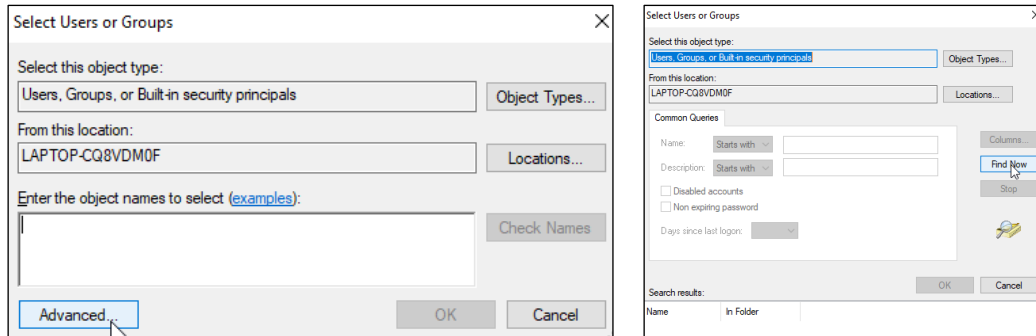 Select Users or Groups
Select this object type:
Users, Groups, or Built-in security principals
Object Types...
From this location:
LAPTOP-CQ8VDM0F
Locations...
Enter the object names to select (examples):
Check Names
Advanced...
OK
Cancel
Select Users or Groups
Select this object type:
Users, Groups, or Built-in security principals
Object Types...
From this location:
LAPTOP-CQ8VDM0F
Locations...
Common Queries
Name:
Starts with
Columns...
Description:
Starts with
Find Now
Disabled accounts
Stop
Non expiring password
Days since last logon:
OK
Cancel
Search results:
Name
In Folder